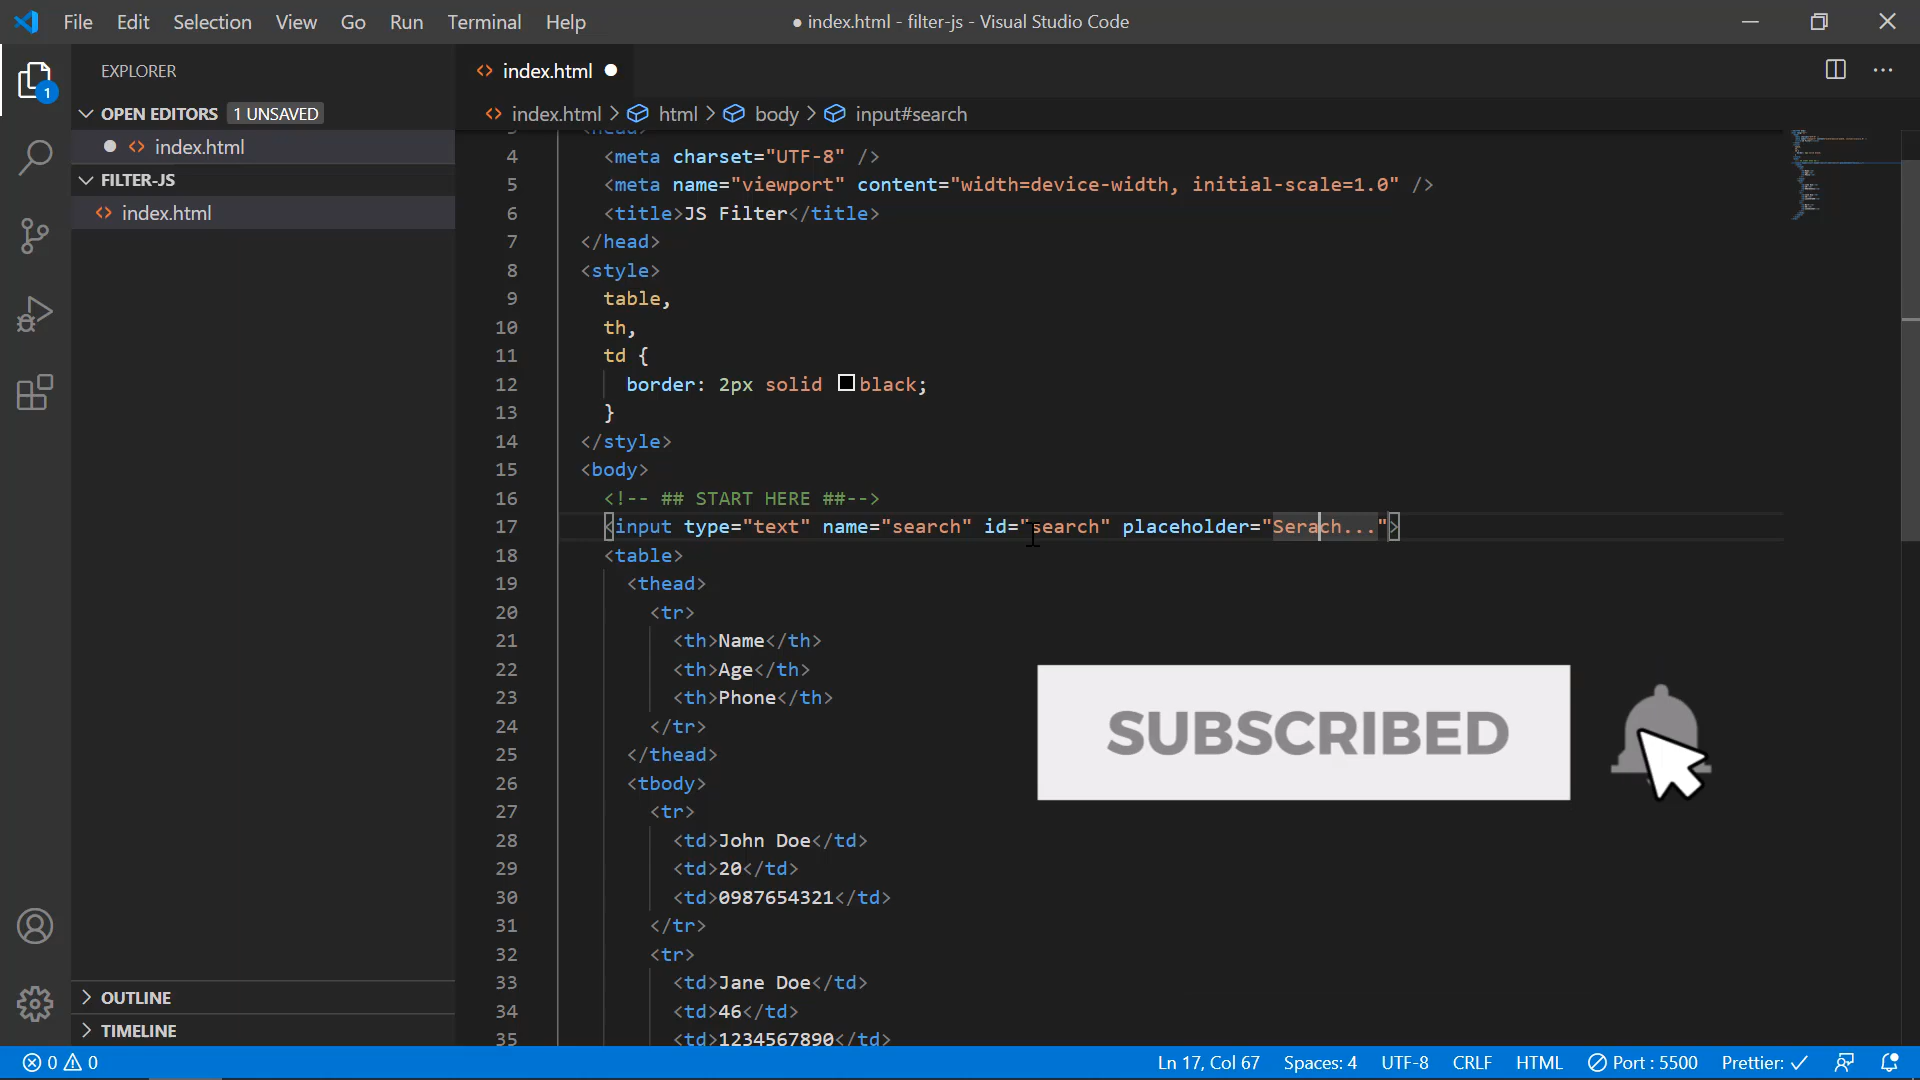 File Edit Selection View Go Run Terminal Help
● index.html - filter-js - Visual Studio Code
EXPLORER
OPEN EDITORS 1 UNSAVED
index.html
FILTER-JS
index.html
OUTLINE
TIMELINE
1
index.html
index.html > html > body > input#search
4 <meta charset="UTF-8" />
5 <meta name="viewport" content="width=device-width, initial-scale=1.0" />
6 <title>JS Filter</title>
7 </head>
8 <style>
9 table,
10 th,
11 td {
12 border: 2px solid black;
13 }
14 </style>
15 <body>
16 <!-- ## START HERE ##-->
17 <input type="text" name="search" id="search" placeholder="Serach...">
18 <table>
19 <thead>
20 <tr>
21 <th>Name</th>
22 <th>Age</th>
23 <th>Phone</th>
24 </tr>
25 </thead>
26 <tbody>
27 <tr>
28 <td>John Doe</td>
29 <td>20</td>
30 <td>0987654321</td>
31 </tr>
32 <tr>
33 <td>Jane Doe</td>
34 <td>46</td>
35 <td>1234567890</td>
SUBSCRIBED
0 0
Ln 17, Col 67 Spaces: 4 UTF-8 CRLF HTML Port : 5500 Prettier: ✓